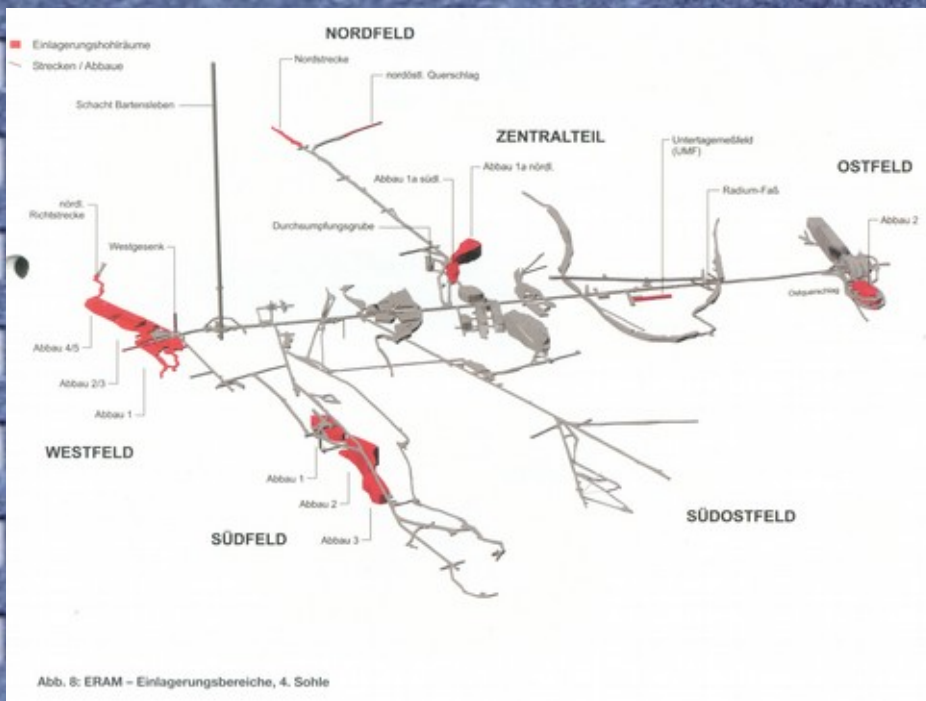 NORDFELD
Einlagerungshohlräume
Strecken / Abbaue
Nordstrecke
nordöstl. Querschlag
Schacht Bartensleben
ZENTRALTEIL
Untertagemeßfeld
(UMF)
OSTFELD
Abbau 1a nördl.
Abbau 1a südl.
Radium-Faß
nördl.
Richtstrecke
Abbau 2
Durchsumpfungsgrube
Westgesenk
Ostquerschlag
Abbau 4/5
Abbau 2/3
Abbau 1
WESTFELD
Abbau 1
Abbau 2
Abbau 3
SÜDFELD
SÜDOSTFELD
Abb. 8: ERAM – Einlagerungsbereiche, 4. Sohle